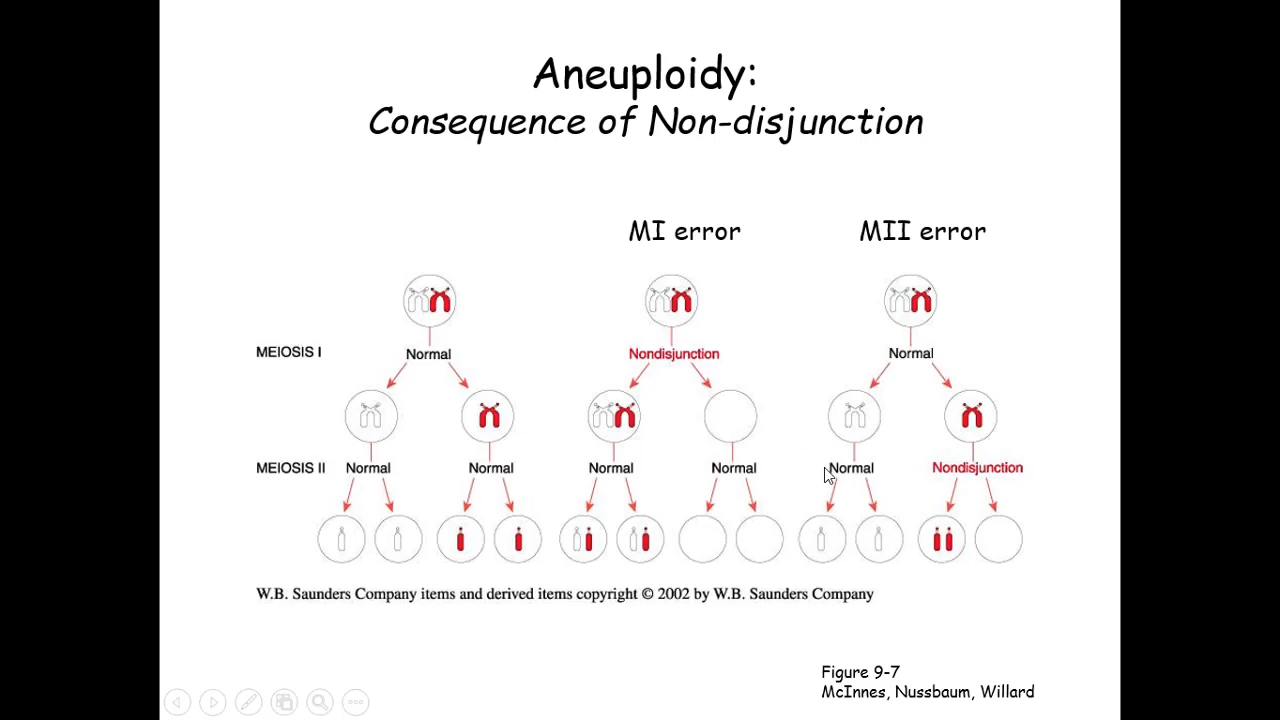 Aneuploidy:
Consequence of Non-disjunction
MI error
MII error
MEIOSIS I
Normal
Nondisjunction
Normal
MEIOSIS II
Normal
Normal
Normal
Normal
Normal
Nondisjunction
W.B. Saunders Company items and derived items copyright © 2002 by W.B. Saunders Company
Figure 9-7
McInnes, Nussbaum, Willard